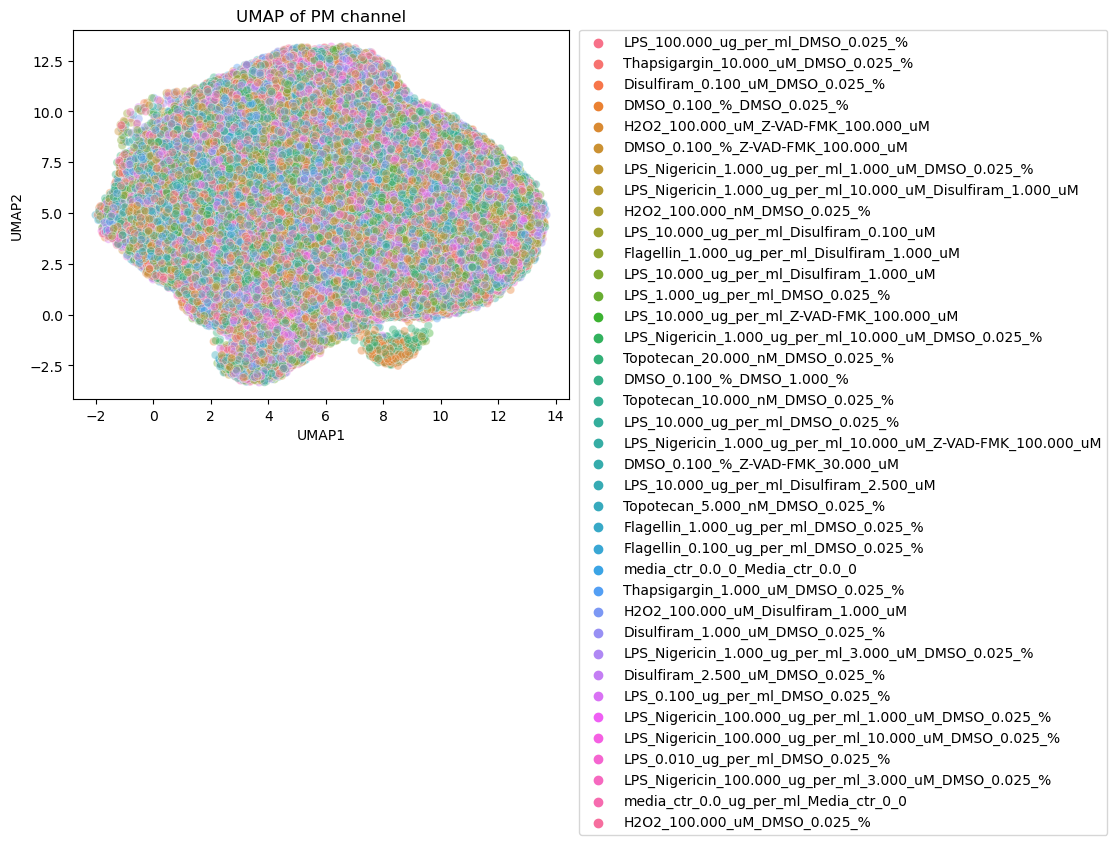 UMAP of PM channel
UMAP2
12.5
10.0
7.5
5.0
2.5
0.0
−2.5
−2
0
2
4
6
8
10
12
14
UMAP1
LPS_100.000_ug_per_ml_DMSO_0.025_%
Thapsigargin_10.000_uM_DMSO_0.025_%
Disulfiram_0.100_uM_DMSO_0.025_%
DMSO_0.100_%_DMSO_0.025_%
H2O2_100.000_uM_Z-VAD-FMK_100.000_uM
DMSO_0.100_%_Z-VAD-FMK_100.000_uM
LPS_Nigericin_1.000_ug_per_ml_1.000_uM_DMSO_0.025_%
LPS_Nigericin_1.000_ug_per_ml_10.000_uM_Disulfiram_1.000_uM
H2O2_100.000_nM_DMSO_0.025_%
LPS_10.000_ug_per_ml_Disulfiram_0.100_uM
Flagellin_1.000_ug_per_ml_Disulfiram_1.000_uM
LPS_10.000_ug_per_ml_Disulfiram_1.000_uM
LPS_1.000_ug_per_ml_DMSO_0.025_%
LPS_10.000_ug_per_ml_Z-VAD-FMK_100.000_uM
LPS_Nigericin_1.000_ug_per_ml_10.000_uM_DMSO_0.025_%
Topotecan_20.000_nM_DMSO_0.025_%
DMSO_0.100_%_DMSO_1.000_%
Topotecan_10.000_nM_DMSO_0.025_%
LPS_10.000_ug_per_ml_DMSO_0.025_%
LPS_Nigericin_1.000_ug_per_ml_10.000_uM_Z-VAD-FMK_100.000_uM
DMSO_0.100_%_Z-VAD-FMK_30.000_uM
LPS_10.000_ug_per_ml_Disulfiram_2.500_uM
Topotecan_5.000_nM_DMSO_0.025_%
Flagellin_1.000_ug_per_ml_DMSO_0.025_%
Flagellin_0.100_ug_per_ml_DMSO_0.025_%
media_ctr_0.0_0_Media_ctr_0.0_0
Thapsigargin_1.000_uM_DMSO_0.025_%
H2O2_100.000_uM_Disulfiram_1.000_uM
Disulfiram_1.000_uM_DMSO_0.025_%
LPS_Nigericin_1.000_ug_per_ml_3.000_uM_DMSO_0.025_%
Disulfiram_2.500_uM_DMSO_0.025_%
LPS_0.100_ug_per_ml_DMSO_0.025_%
LPS_Nigericin_100.000_ug_per_ml_1.000_uM_DMSO_0.025_%
LPS_Nigericin_100.000_ug_per_ml_10.000_uM_DMSO_0.025_%
LPS_0.010_ug_per_ml_DMSO_0.025_%
LPS_Nigericin_100.000_ug_per_ml_3.000_uM_DMSO_0.025_%
media_ctr_0.0_ug_per_ml_Media_ctr_0_0
H2O2_100.000_uM_DMSO_0.025_%